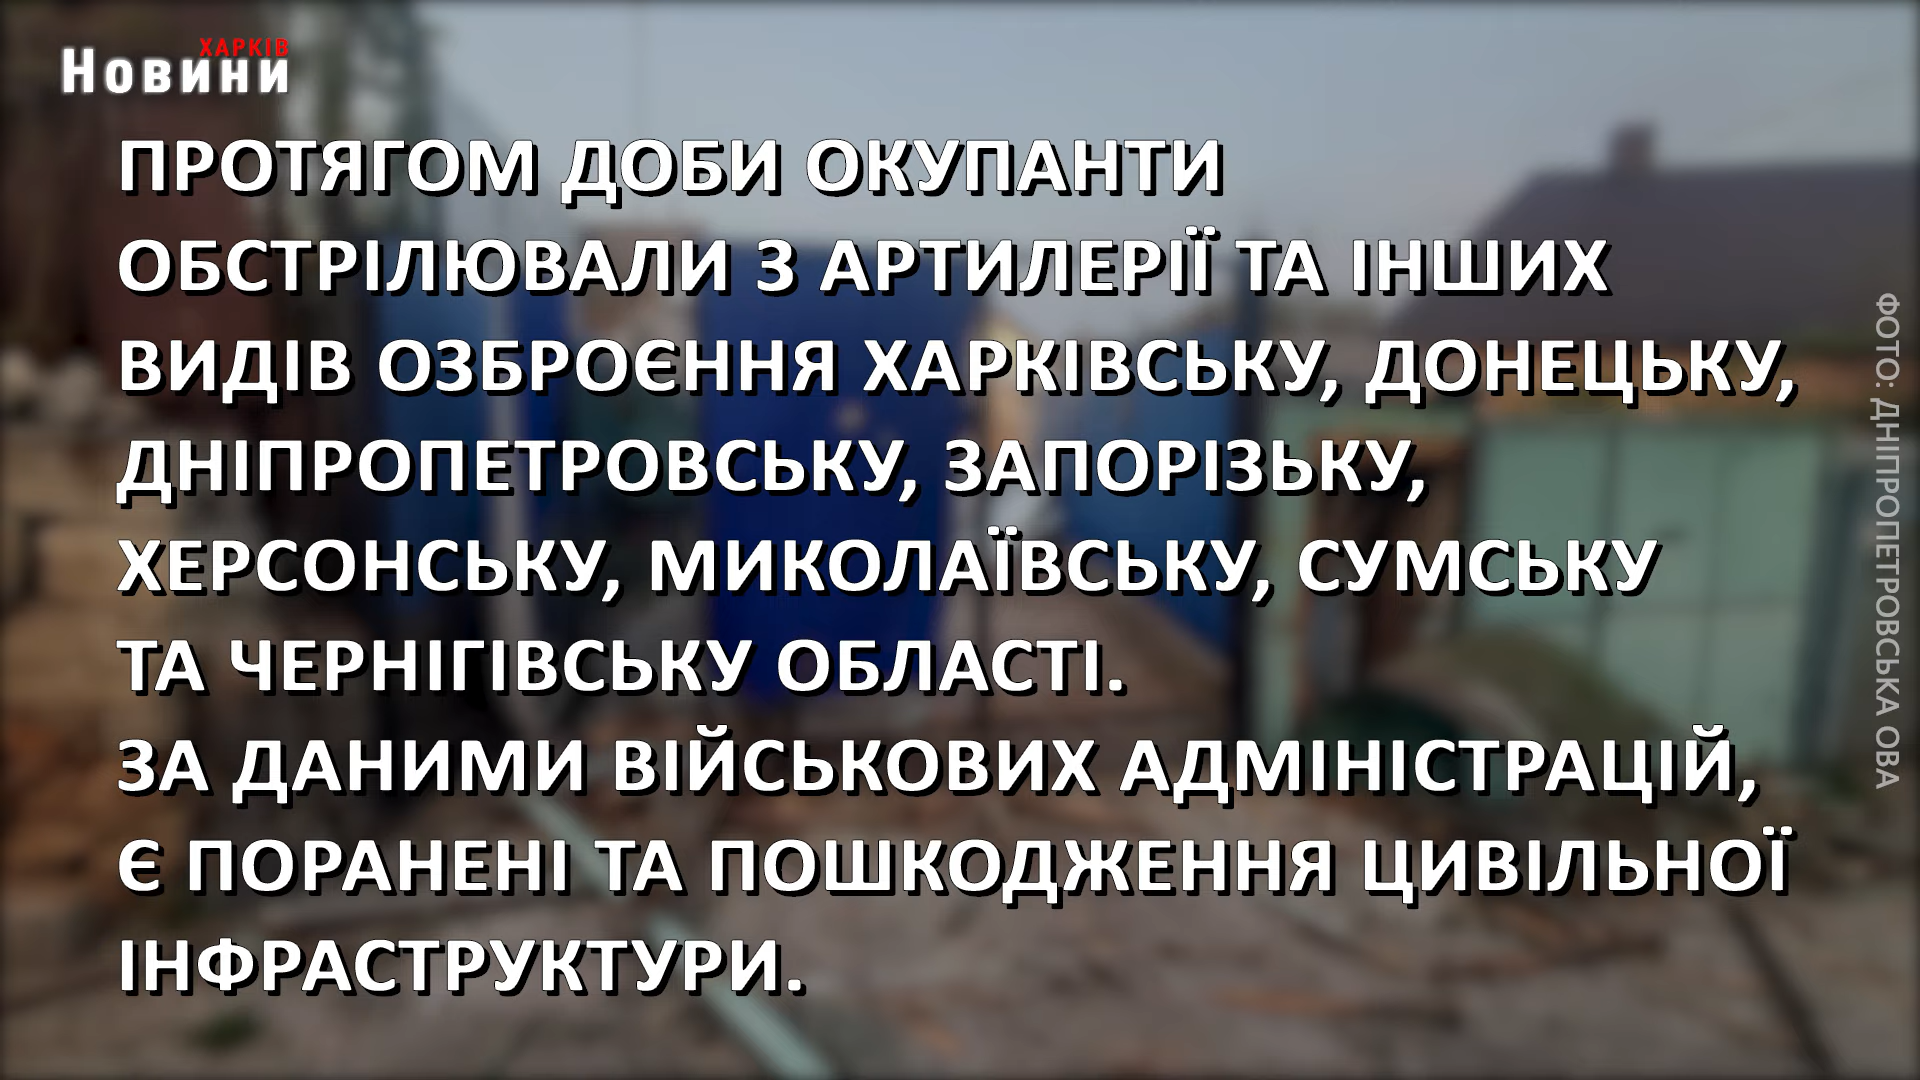 ХАРКІВ
Новини
ПРОТЯГОМ ДОБИ ОКУПАНТИ
ОБСТРІЛЮВАЛИ З АРТИЛЕРІЇ ТА ІНШИХ
ВИДІВ ОЗБРОЄННЯ ХАРКІВСЬКУ, ДОНЕЦЬКУ,
ДНІПРОПЕТРОВСЬКУ, ЗАПОРІЗЬКУ,
ХЕРСОНСЬКУ, МИКОЛАЇВСЬКУ, СУМСЬКУ
ТА ЧЕРНІГІВСЬКУ ОБЛАСТІ.
ЗА ДАНИМИ ВІЙСЬКОВИХ АДМІНІСТРАЦІЙ,
Є ПОРАНЕНІ ТА ПОШКОДЖЕННЯ ЦИВІЛЬНОЇ
ІНФРАСТРУКТУРИ.
ФОТО: ДНІПРОПЕТРОВСЬКА ОВА